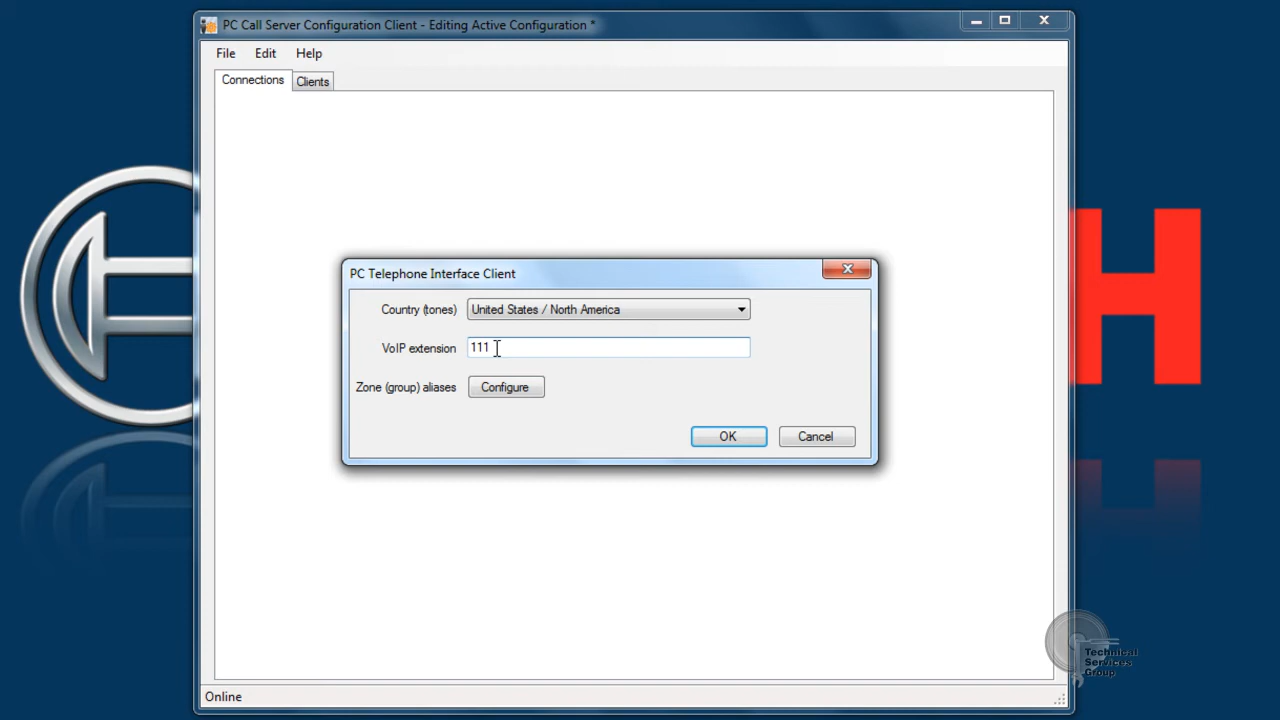 PC Call Server Configuration Client - Editing Active Configuration *
File Edit Help
Connections Clients
PC Telephone Interface Client
Country (tones) United States / North America
VoIP extension 111
Zone (group) aliases Configure
OK Cancel
H
Technical
Services
Group
Online